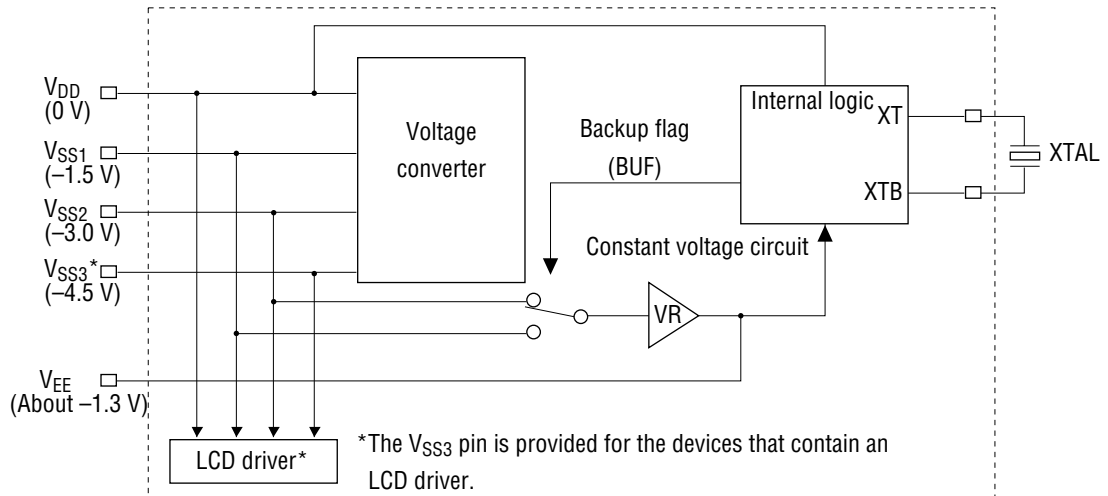 VDD
(0 V)
VSS1
(–1.5 V)
VSS2
(–3.0 V)
VSS3*
(–4.5 V)
VEE
(About –1.3 V)
Voltage
converter
Backup flag
(BUF)
Internal logic
XT
XTB
XTAL
Constant voltage circuit
VR
LCD driver*
*The VSS3 pin is provided for the devices that contain an
LCD driver.